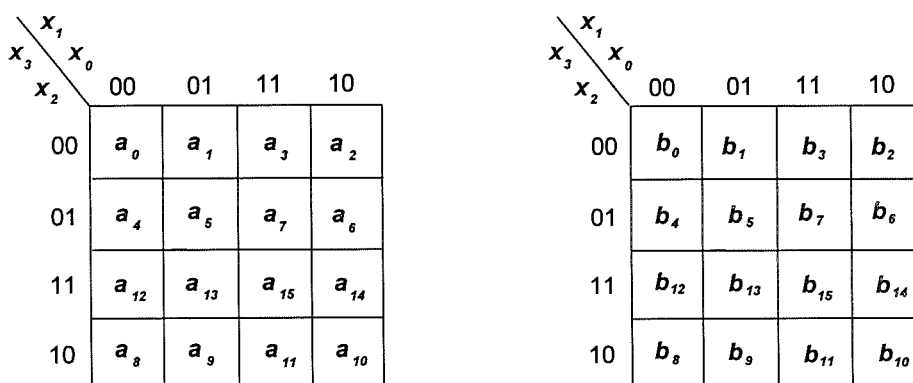 x₁ x₁
x₃ x₀ x₃ x₀
x₂ 00 01 11 10 x₂ 00 01 11 10
00 a₀ a₁ a₃ a₂ 00 b₀ b₁ b₃ b₂
01 a₄ a₅ a₇ a₆ 01 b₄ b₅ b₇ b₆
11 a₁₂ a₁₃ a₁₅ a₁₄ 11 b₁₂ b₁₃ b₁₅ b₁₄
10 a₈ a₉ a₁₁ a₁₀ 10 b₈ b₉ b₁₁ b₁₀